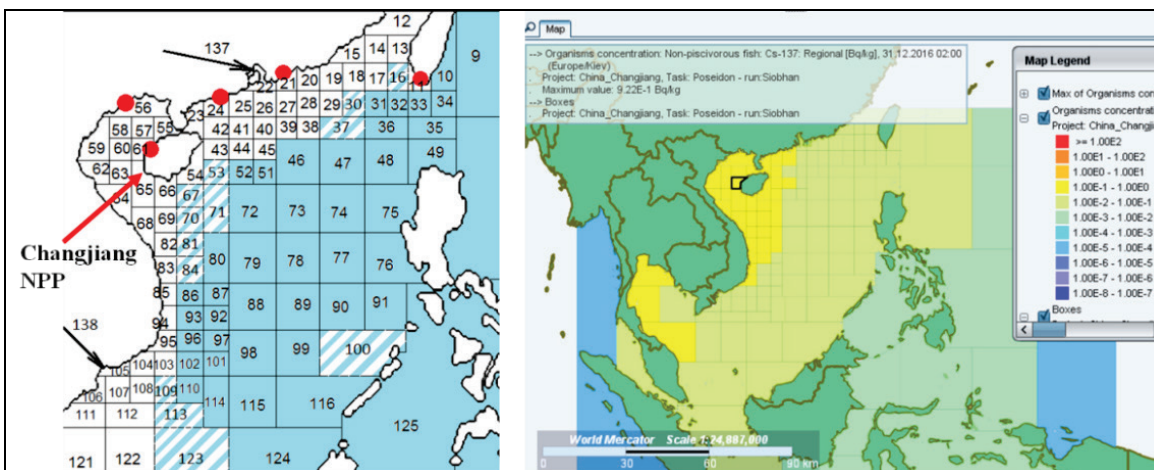 12
15 14 13 9
137
22 21 20 19 18 17 16 10
23 24 25 26 27 28 29 30 31 32 33 34
56
58 57 55 42 41 40 39 38 37 36 35
59 60 61 43 44 45 46 47 48 49
62 63 54 53 52 51
64 65 66 67
68 69 70 71 72 73 74 75
Changjiang
NPP
82 81 80 79 78 77 76
83 84
85 86 87 88 89 90 91
93 92
138 94
95 96 97 98 99 100
105 104 103 102 101
106 107 108 109 110 114 115 116
111 112 113 125
121 122 123 124
Map
--> Organisms concentration: Non-piscivorous fish: Cs-137: Regional [Bq/kg], 31.12.2016 02:00
(Europe/Kiev)
Project: China_Changjiang, Task: Poseidon - run:Siobhan
Maximum value: 9.22E-1 Bq/kg
--> Boxes
Project: China_Changjiang, Task: Poseidon - run:Siobhan
Map Legend
Max of Organisms con
Organisms concentrati
Project: China_Changji
>= 1.00E2
1.00E1 - 1.00E2
1.00E0 - 1.00E1
1.00E-1 - 1.00E0
1.00E-2 - 1.00E-1
1.00E-3 - 1.00E-2
1.00E-4 - 1.00E-3
1.00E-5 - 1.00E-4
1.00E-6 - 1.00E-5
1.00E-7 - 1.00E-6
1.00E-8 - 1.00E-7
Boxes
World Mercator Scale 1:24,887,000
0 30 60 90 km